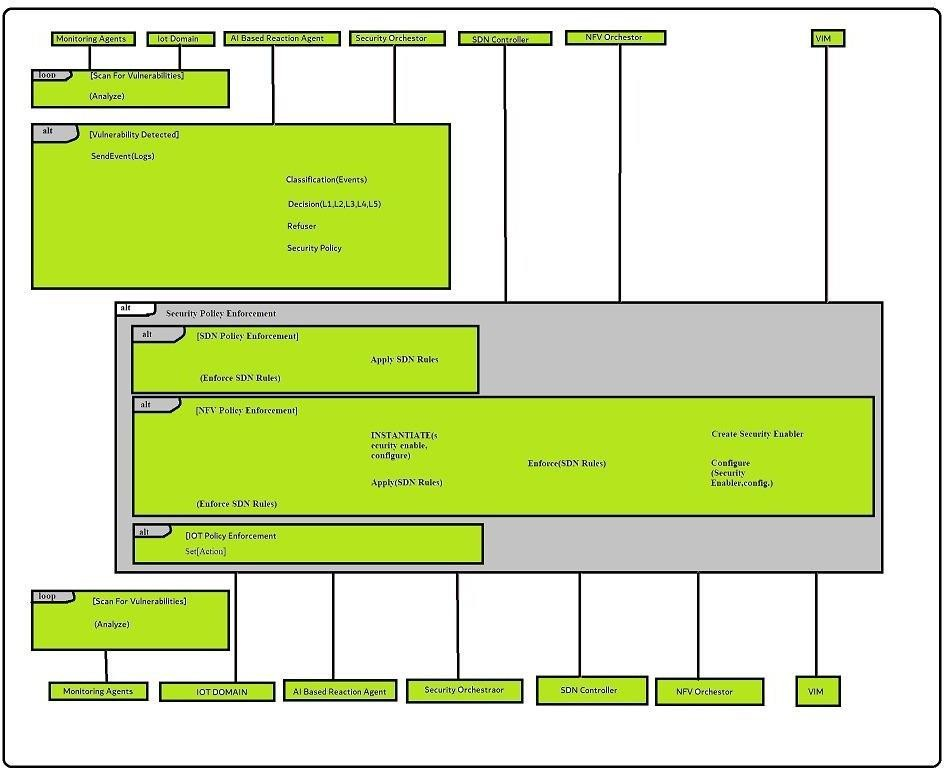 Monitoring Agents
Iot Domain
AI Based Reaction Agent
Security Orchestor
SDN Controller
NFV Orchestor
VIM
loop
[Scan For Vulnerabilities]
(Analyze)
alt
[Vulnerability Detected]
SendEvent(Logs)
Classification(Events)
Decision(L1,L2,L3,L4,L5)
Refuser
Security Policy
alt
Security Policy Enforcement
alt
[SDN Policy Enforcement]
Apply SDN Rules
(Enforce SDN Rules)
alt
[NFV Policy Enforcement]
INSTANTIATE(s
ecurity enable,
configure)
Create Security Enabler
Enforce(SDN Rules)
Configure
(Security
Enabler,config.)
Apply(SDN Rules)
(Enforce SDN Rules)
alt
[IOT Policy Enforcement
Set[Action]
loop
[Scan For Vulnerabilities]
(Analyze)
Monitoring Agents
IOT DOMAIN
AI Based Reaction Agent
Security Orchestraor
SDN Controller
NFV Orchestor
VIM